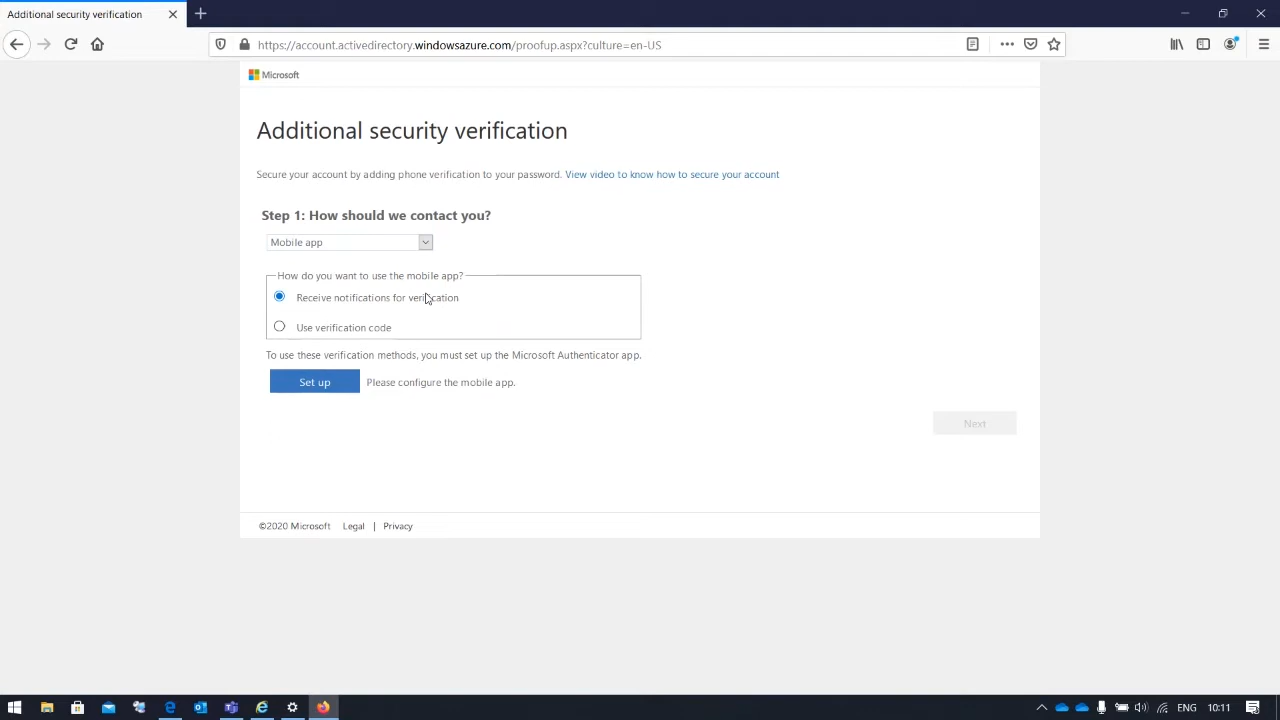 Additional security verification
https://account.activedirectory.windowsazure.com/proofup.aspx?culture=en-US
Microsoft
Additional security verification
Secure your account by adding phone verification to your password. View video to know how to secure your account
Step 1: How should we contact you?
Mobile app
How do you want to use the mobile app?
Receive notifications for verification
Use verification code
To use these verification methods, you must set up the Microsoft Authenticator app.
Set up Please configure the mobile app.
Next
©2020 Microsoft Legal | Privacy
ENG 10:11